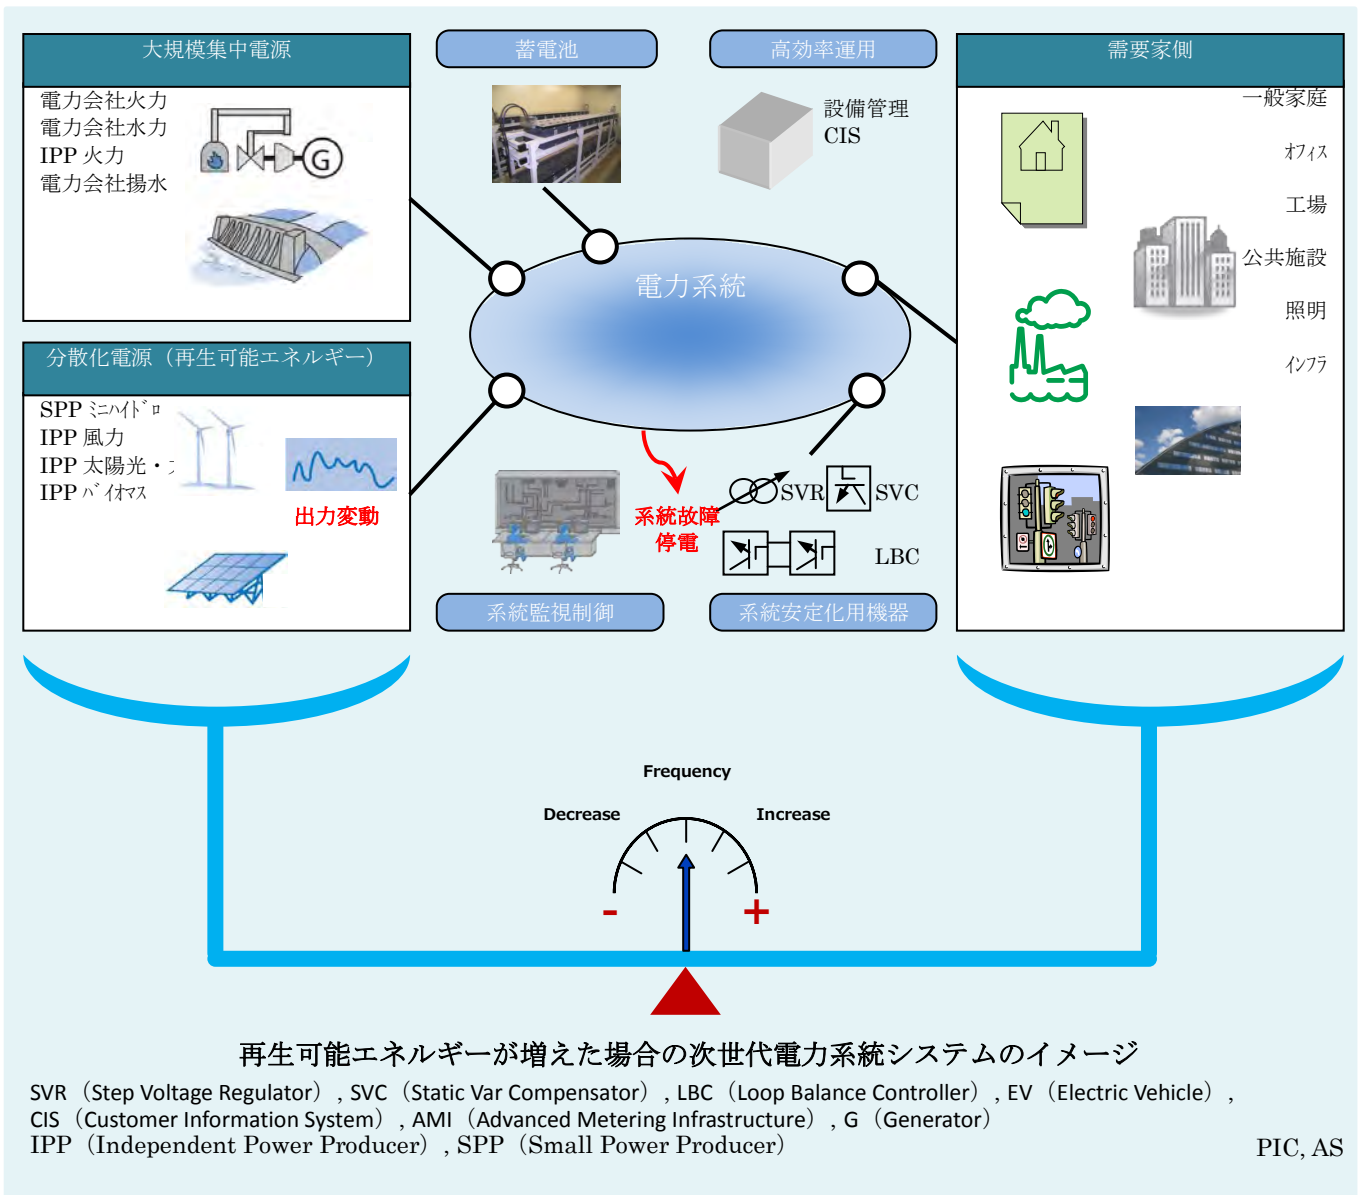 大規模集中電源
電力会社火力
電力会社水力
IPP 火力
電力会社揚水
G
蓄電池
高効率運用
設備管理
CIS
需要家側
一般家庭
ｵﾌｨｽ
工場
公共施設
照明
ｲﾝﾌﾗ
電力系統
分散化電源（再生可能エネルギー）
SPP ﾐﾆﾊｲﾄﾞﾛ
IPP 風力
IPP 太陽光・
IPP ﾊﾞｲｵﾏｽ
出力変動
系統故障
停電
SVR
SVC
LBC
系統監視制御
系統安定化用機器
Frequency
Decrease
Increase
-
+
再生可能エネルギーが増えた場合の次世代電力系統システムのイメージ
SVR（Step Voltage Regulator）, SVC（Static Var Compensator）, LBC（Loop Balance Controller）, EV（Electric Vehicle）,
CIS（Customer Information System）, AMI（Advanced Metering Infrastructure）, G（Generator）
IPP（Independent Power Producer）, SPP（Small Power Producer）
PIC, AS